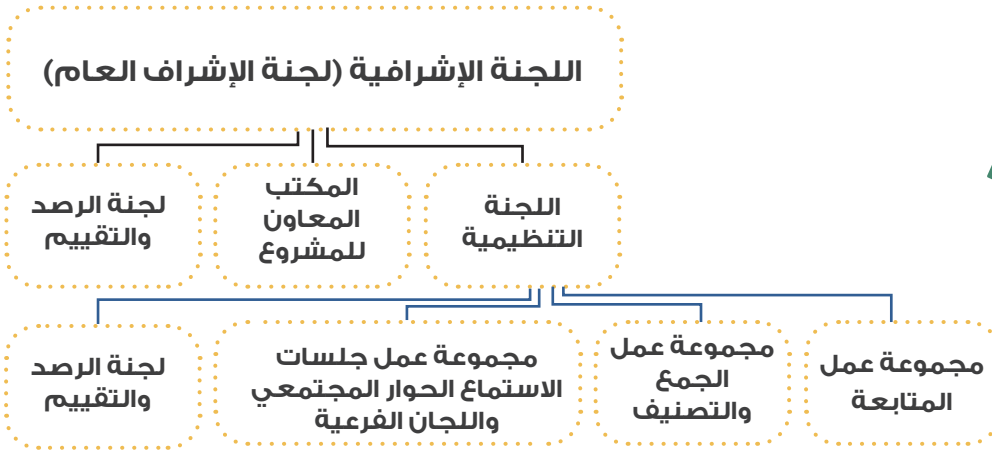 اللجنة الإشرافية (لجنة الإشراف العام)
اللجنة
التنظيمية
المكتب
المعاون
للمشروع
لجنة الرصد
والتقييم
مجموعة عمل
المتابعة
مجموعة عمل
الجمع
والتصنيف
مجموعة عمل جلسات
الاستماع الحوار المجتمعي
واللجان الفرعية
لجنة الرصد
والتقييم